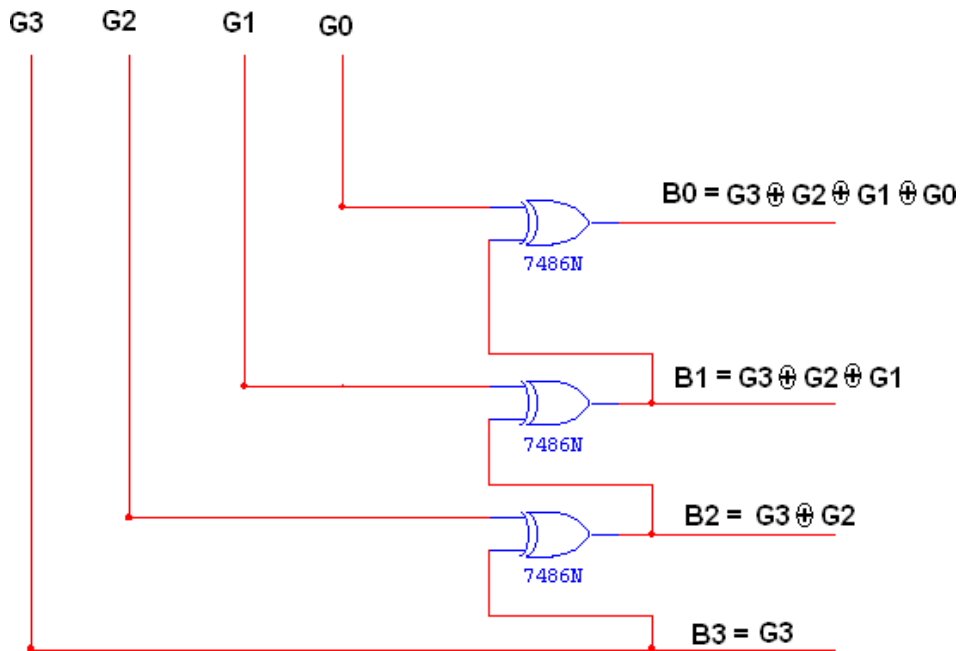 G3 G2 G1 G0
B0 = G3 ⊕ G2 ⊕ G1 ⊕ G0
7486N
B1 = G3 ⊕ G2 ⊕ G1
7486N
B2 = G3 ⊕ G2
7486N
B3 = G3